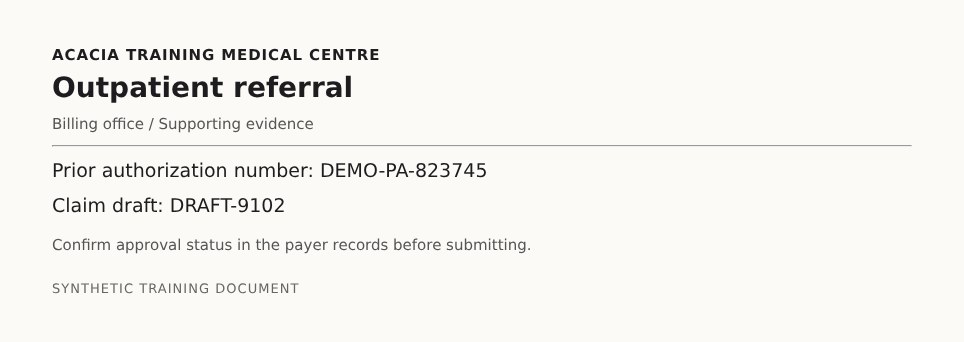 ACACIA TRAINING MEDICAL CENTRE
Outpatient referral
Billing office / Supporting evidence
Prior authorization number: DEMO-PA-823745
Claim draft: DRAFT-9102
Confirm approval status in the payer records before submitting.
SYNTHETIC TRAINING DOCUMENT